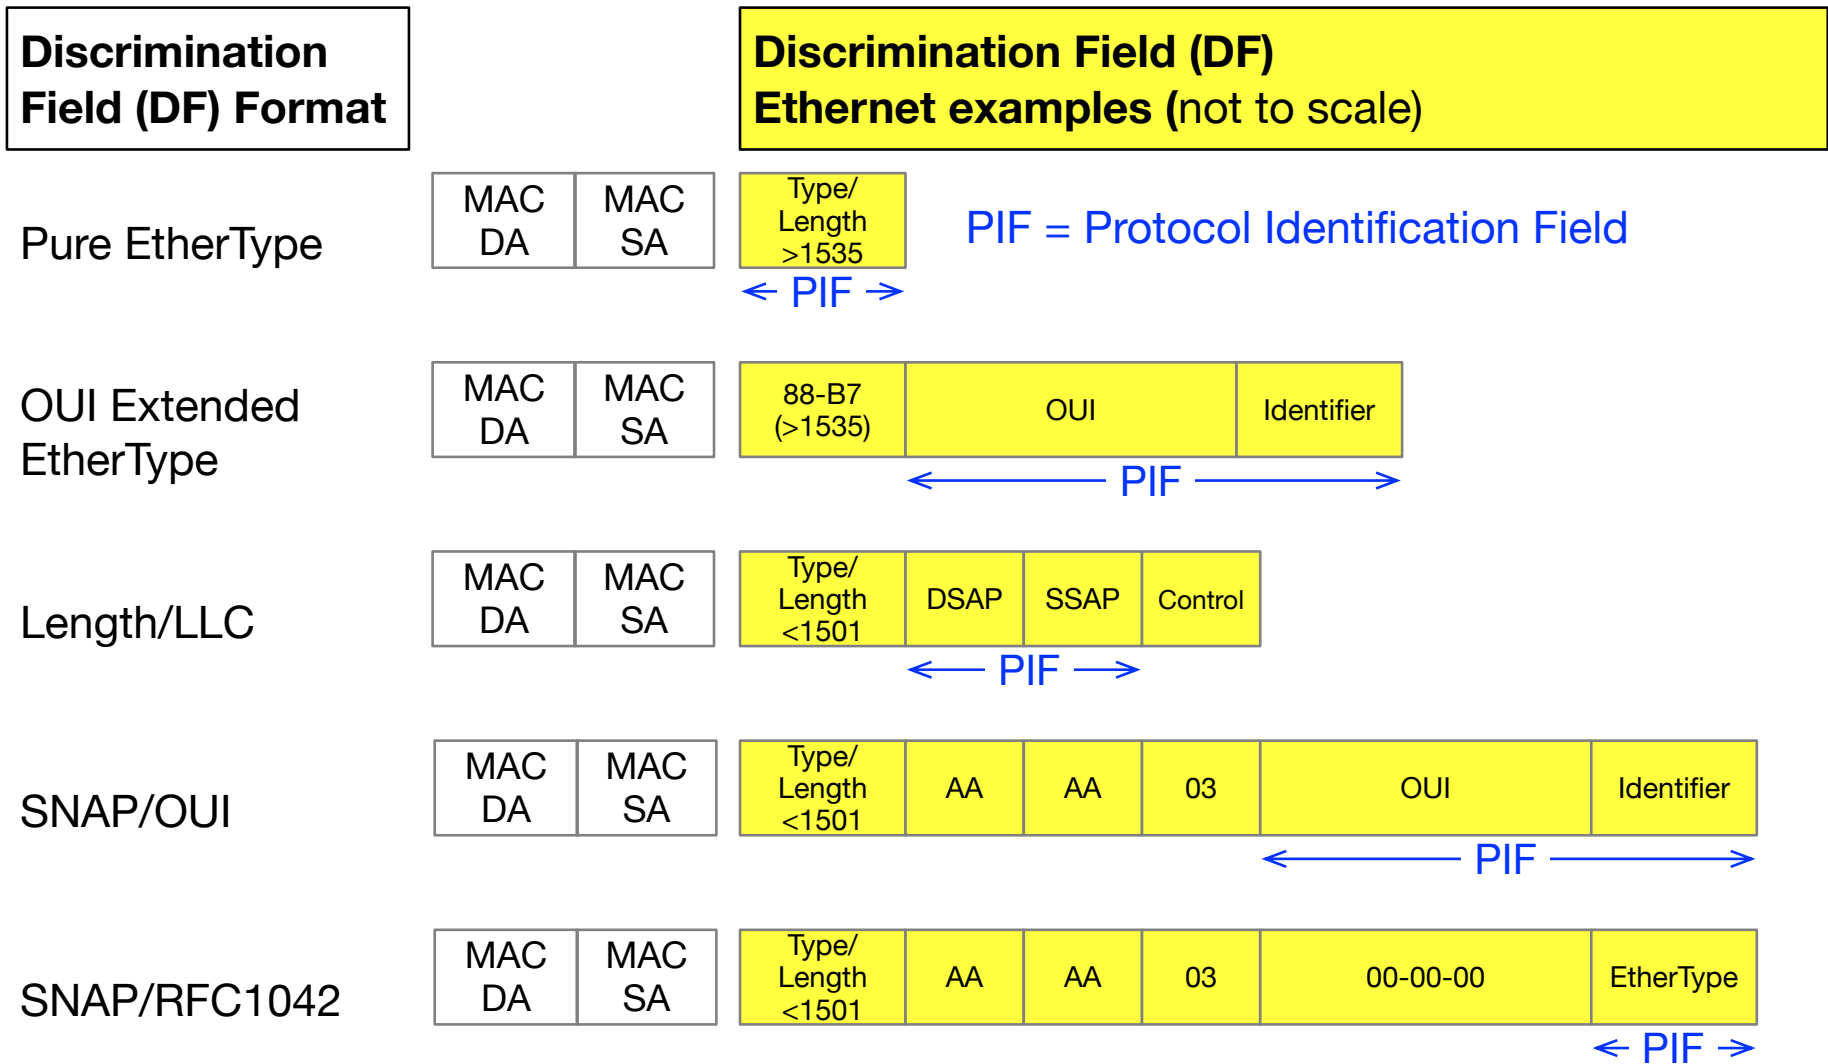 Discrimination
Field (DF) Format
Discrimination Field (DF)
Ethernet examples (not to scale)
Pure EtherType
MAC
DA
MAC
SA
Type/
Length
>1535
PIF = Protocol Identification Field
PIF
OUI Extended
EtherType
MAC
DA
MAC
SA
88-B7
(>1535)
OUI
Identifier
PIF
Length/LLC
MAC
DA
MAC
SA
Type/
Length
<1501
DSAP
SSAP
Control
PIF
SNAP/OUI
MAC
DA
MAC
SA
Type/
Length
<1501
AA
AA
03
OUI
Identifier
PIF
SNAP/RFC1042
MAC
DA
MAC
SA
Type/
Length
<1501
AA
AA
03
00-00-00
EtherType
PIF